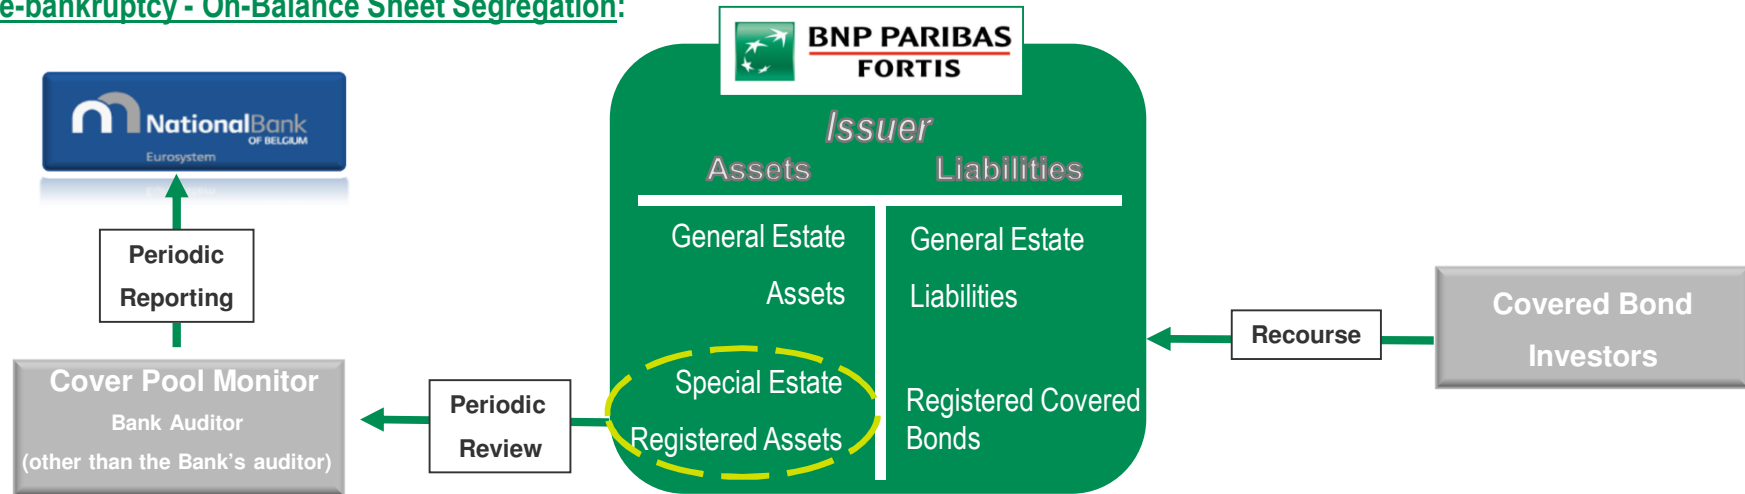 e-bankruptcy - On-Balance Sheet Segregation:
BNP PARIBAS
FORTIS
NationalBank
OF BELGIUM
Eurosystem
Issuer
Assets
Liabilities
General Estate
Assets
General Estate
Liabilities
Special Estate
Registered Assets
Registered Covered
Bonds
Periodic
Reporting
Cover Pool Monitor
Bank Auditor
(other than the Bank's auditor)
Periodic
Review
Recourse
Covered Bond
Investors